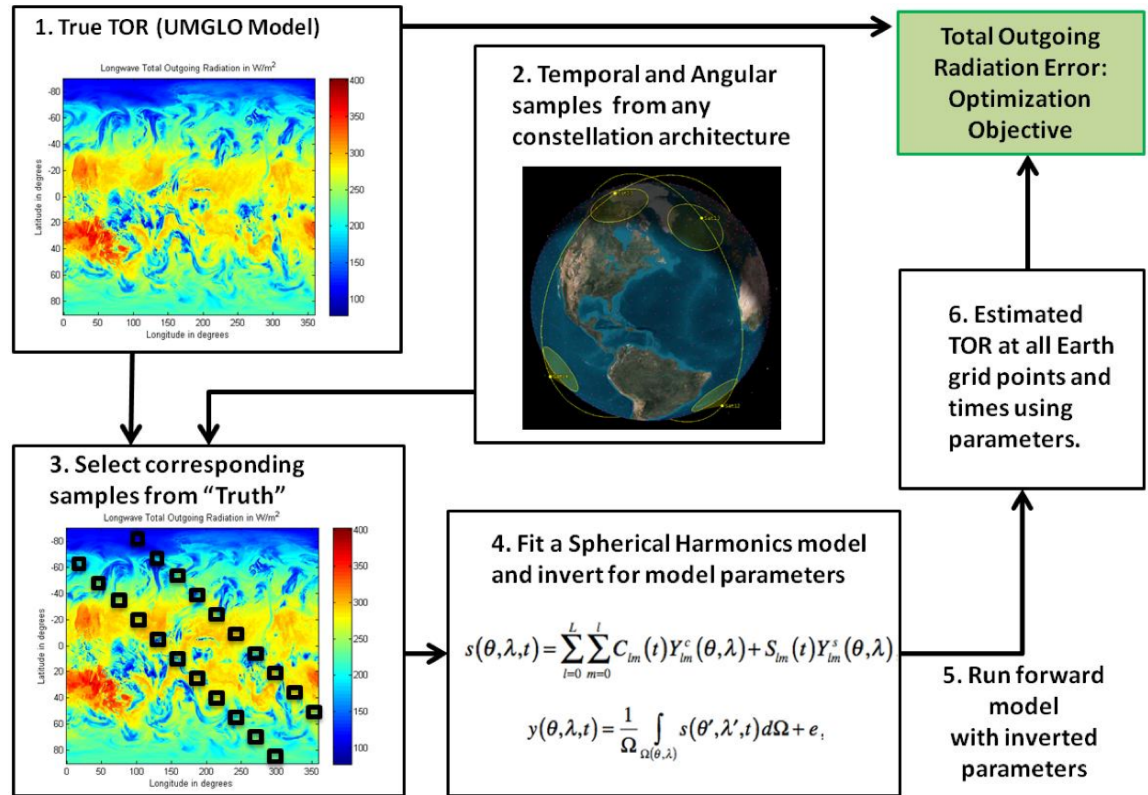 1. True TOR (UMGLO Model)
Longwave Total Outgoing Radiation in W/m²
-80
-60
-40
-20
0
20
40
60
80
Latitude in degrees
0 50 100 150 200 250 300 350
Longitude in degrees
400
350
300
250
200
150
100
2. Temporal and Angular
samples from any
constellation architecture
Total Outgoing
Radiation Error:
Optimization
Objective
3. Select corresponding
samples from “Truth”
Longwave Total Outgoing Radiation in W/m²
-80
-60
-40
-20
0
20
40
60
80
Latitude in degrees
0 50 100 150 200 250 300 350
Longitude in degrees
400
350
300
250
200
150
100
4. Fit a Spherical Harmonics model
and invert for model parameters
s(θ,λ,t) = ∑_{l=0}^{L} ∑_{m=0}^{l} C_{lm}(t)Y_{lm}^{c}(θ,λ) + S_{lm}(t)Y_{lm}^{s}(θ,λ)
y(θ,λ,t) = 1/Ω ∫_{Ω(θ,λ)} s(θ′,λ′,t)dΩ + e
5. Run forward
model
with inverted
parameters
6. Estimated
TOR at all Earth
grid points and
times using
parameters.